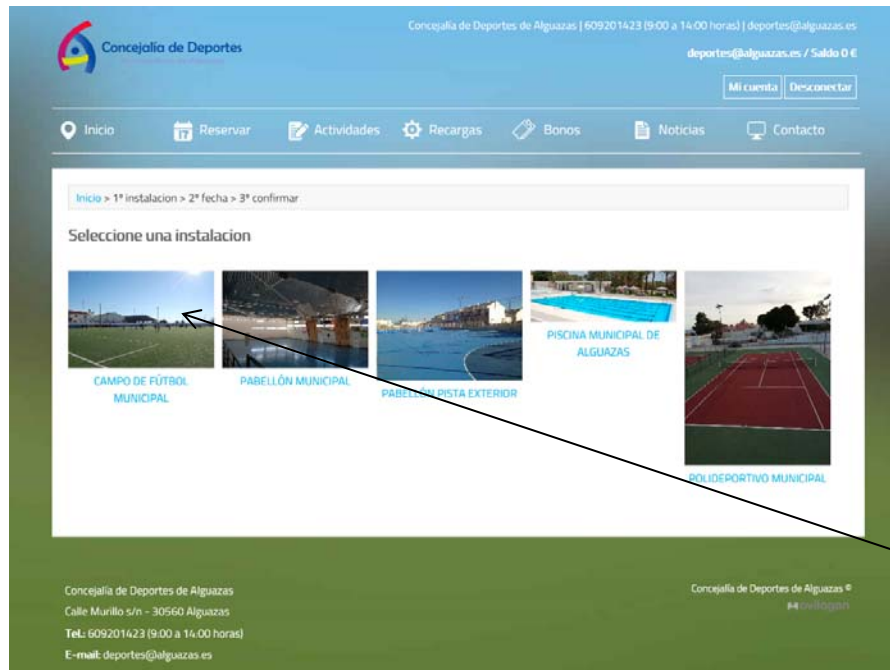 Concejalía de Deportes de Alguazas | 609201423 (9:00 a 14:00 horas) | deportes@alguazas.es
Concejalía de Deportes
deportes@alguazas.es / Saldo 0 €
Mi cuenta Desconectar
Inicio 17 Reservar Actividades Recargas Bonos Noticias Contacto
Inicio > 1ª instalacion > 2ª fecha > 3ª confirmar
Seleccione una instalacion
CAMPO DE FÚTBOL
MUNICIPAL
PABELLÓN MUNICIPAL
PABELLÓN PISTA EXTERIOR
PISCINA MUNICIPAL DE
ALGUAZAS
POLIDEPORTIVO MUNICIPAL
Concejalía de Deportes de Alguazas
Calle Murillo s/n - 30560 Alguazas
Tel.: 609201423 (9:00 a 14:00 horas)
E-mail: deportes@alguazas.es
Concejalía de Deportes de Alguazas ©